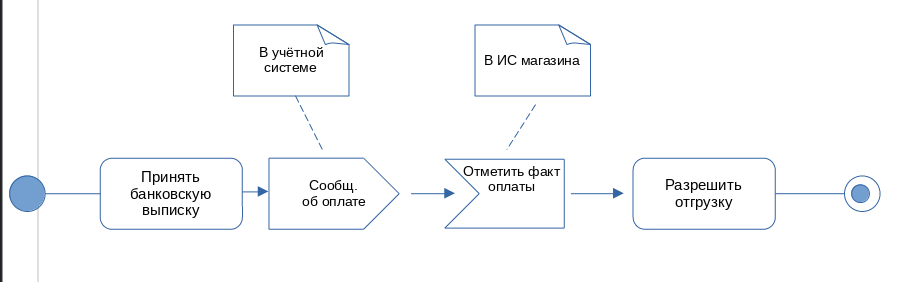 В учётной
системе
В ИС магазина
Принять
банковскую
выписку
Сообщ.
об оплате
Отметить факт
оплаты
Разрешить
отгрузку